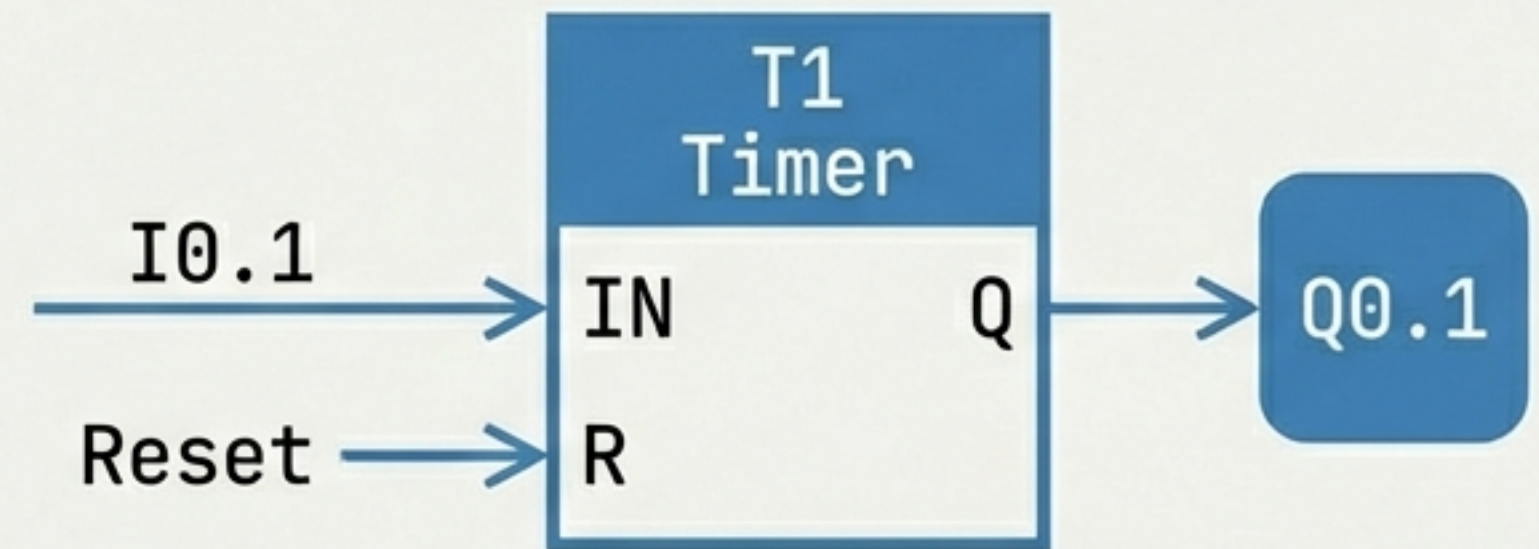 T1
Timer
I0.1
IN Q
Q0.1
Reset
R